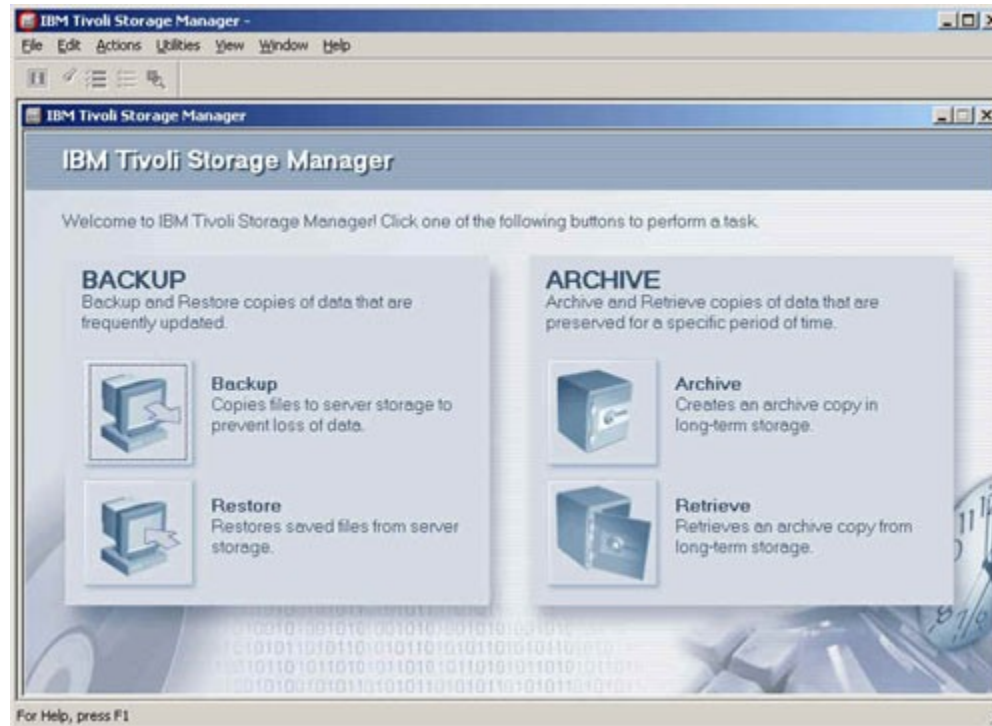 IBM Tivoli Storage Manager -
File Edit Actions Utilities View Window Help
IBM Tivoli Storage Manager
IBM Tivoli Storage Manager
Welcome to IBM Tivoli Storage Manager! Click one of the following buttons to perform a task.
BACKUP
Backup and Restore copies of data that are
frequently updated.
Backup
Copies files to server storage to
prevent loss of data.
Restore
Restores saved files from server
storage.
ARCHIVE
Archive and Retrieve copies of data that are
preserved for a specific period of time.
Archive
Creates an archive copy in
long-term storage.
Retrieve
Retrieves an archive copy from
long-term storage.
For Help, press F1